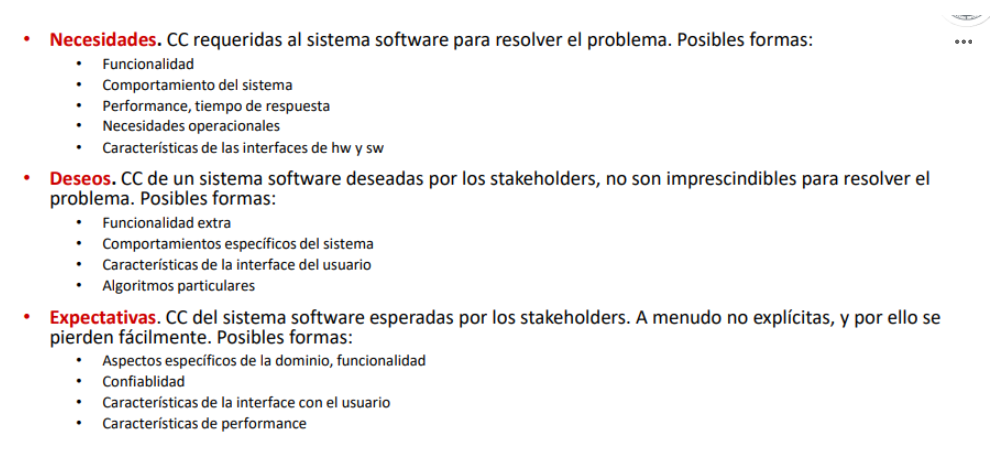 • Necesidades. CC requeridas al sistema software para resolver el problema. Posibles formas:
• Funcionalidad
• Comportamiento del sistema
• Performance, tiempo de respuesta
• Necesidades operacionales
• Características de las interfaces de hw y sw
• Deseos. CC de un sistema software deseadas por los stakeholders, no son imprescindibles para resolver el
problema. Posibles formas:
• Funcionalidad extra
• Comportamientos específicos del sistema
• Características de la interface del usuario
• Algoritmos particulares
• Expectativas. CC del sistema software esperadas por los stakeholders. A menudo no explícitas, y por ello se
pierden fácilmente. Posibles formas:
• Aspectos específicos de la dominio, funcionalidad
• Confiablidad
• Características de la interface con el usuario
• Características de performance